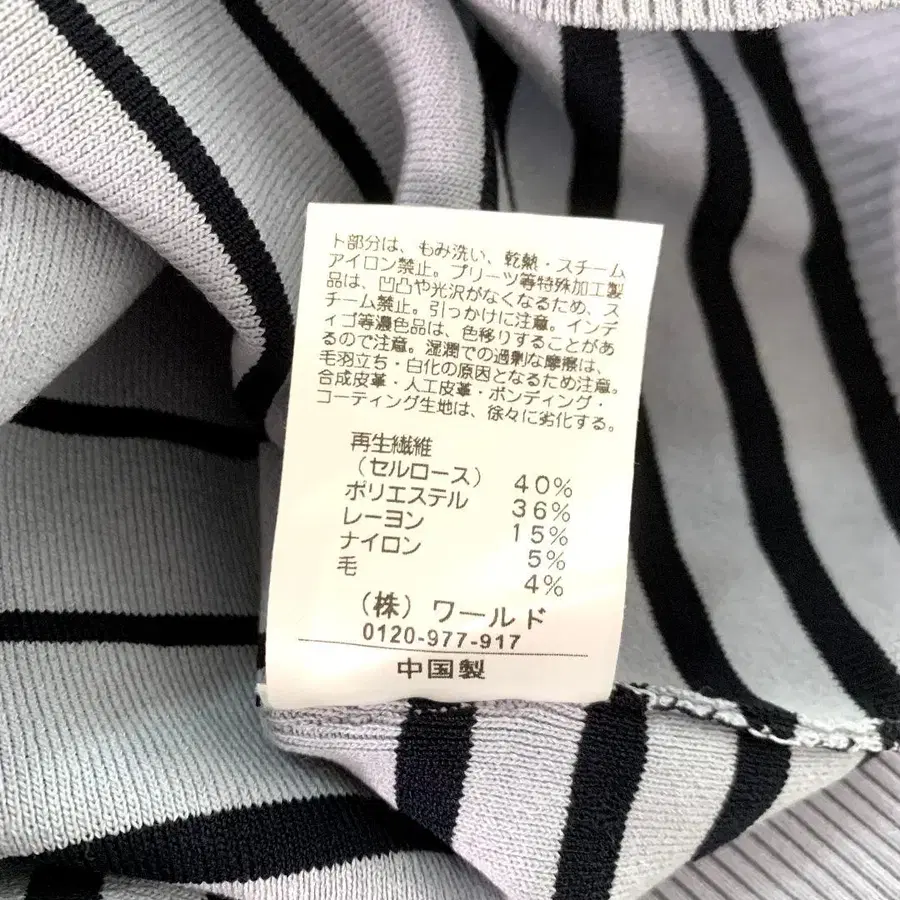 ト部分は、もみ洗い、乾熱・スチーム
アイロン禁止。プリーツ等特殊加工製
品は、凹凸や光沢がなくなるため、ス
チーム禁止。引っかけに注意。インデ
ィゴ等濃色品は、色移りすることがあ
るので注意。湿潤での過剰な摩擦は、
毛羽立ち・白化の原因となるため注意。
合成皮革・人工皮革・ボンディング・
コーティング生地は、徐々に劣化する。
再生繊維
(セルロース) 40%
ポリエステル 36%
レーヨン 15%
ナイロン 5%
毛 4%
(株) ワールド
0120-977-917
中国製